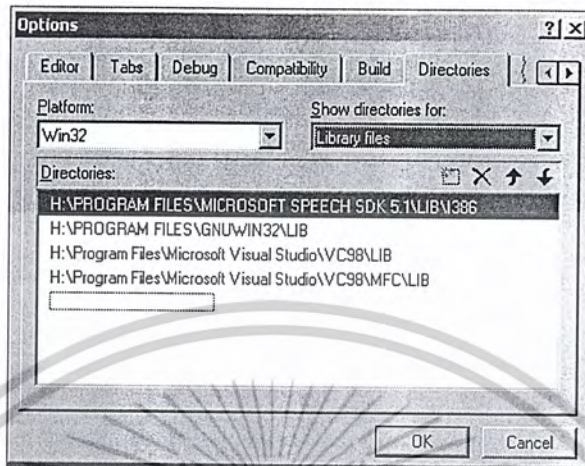 Options
Editor Tabs Debug Compatibility Build Directories
Platform: Show directories for:
Win32 Library files
Directories:
H:\PROGRAM FILES\MICROSOFT SPEECH SDK 5.1\LIB\I386
H:\PROGRAM FILES\GNUWIN32\LIB
H:\Program Files\Microsoft Visual Studio\VC98\LIB
H:\Program Files\Microsoft Visual Studio\VC98\MFC\LIB
OK Cancel